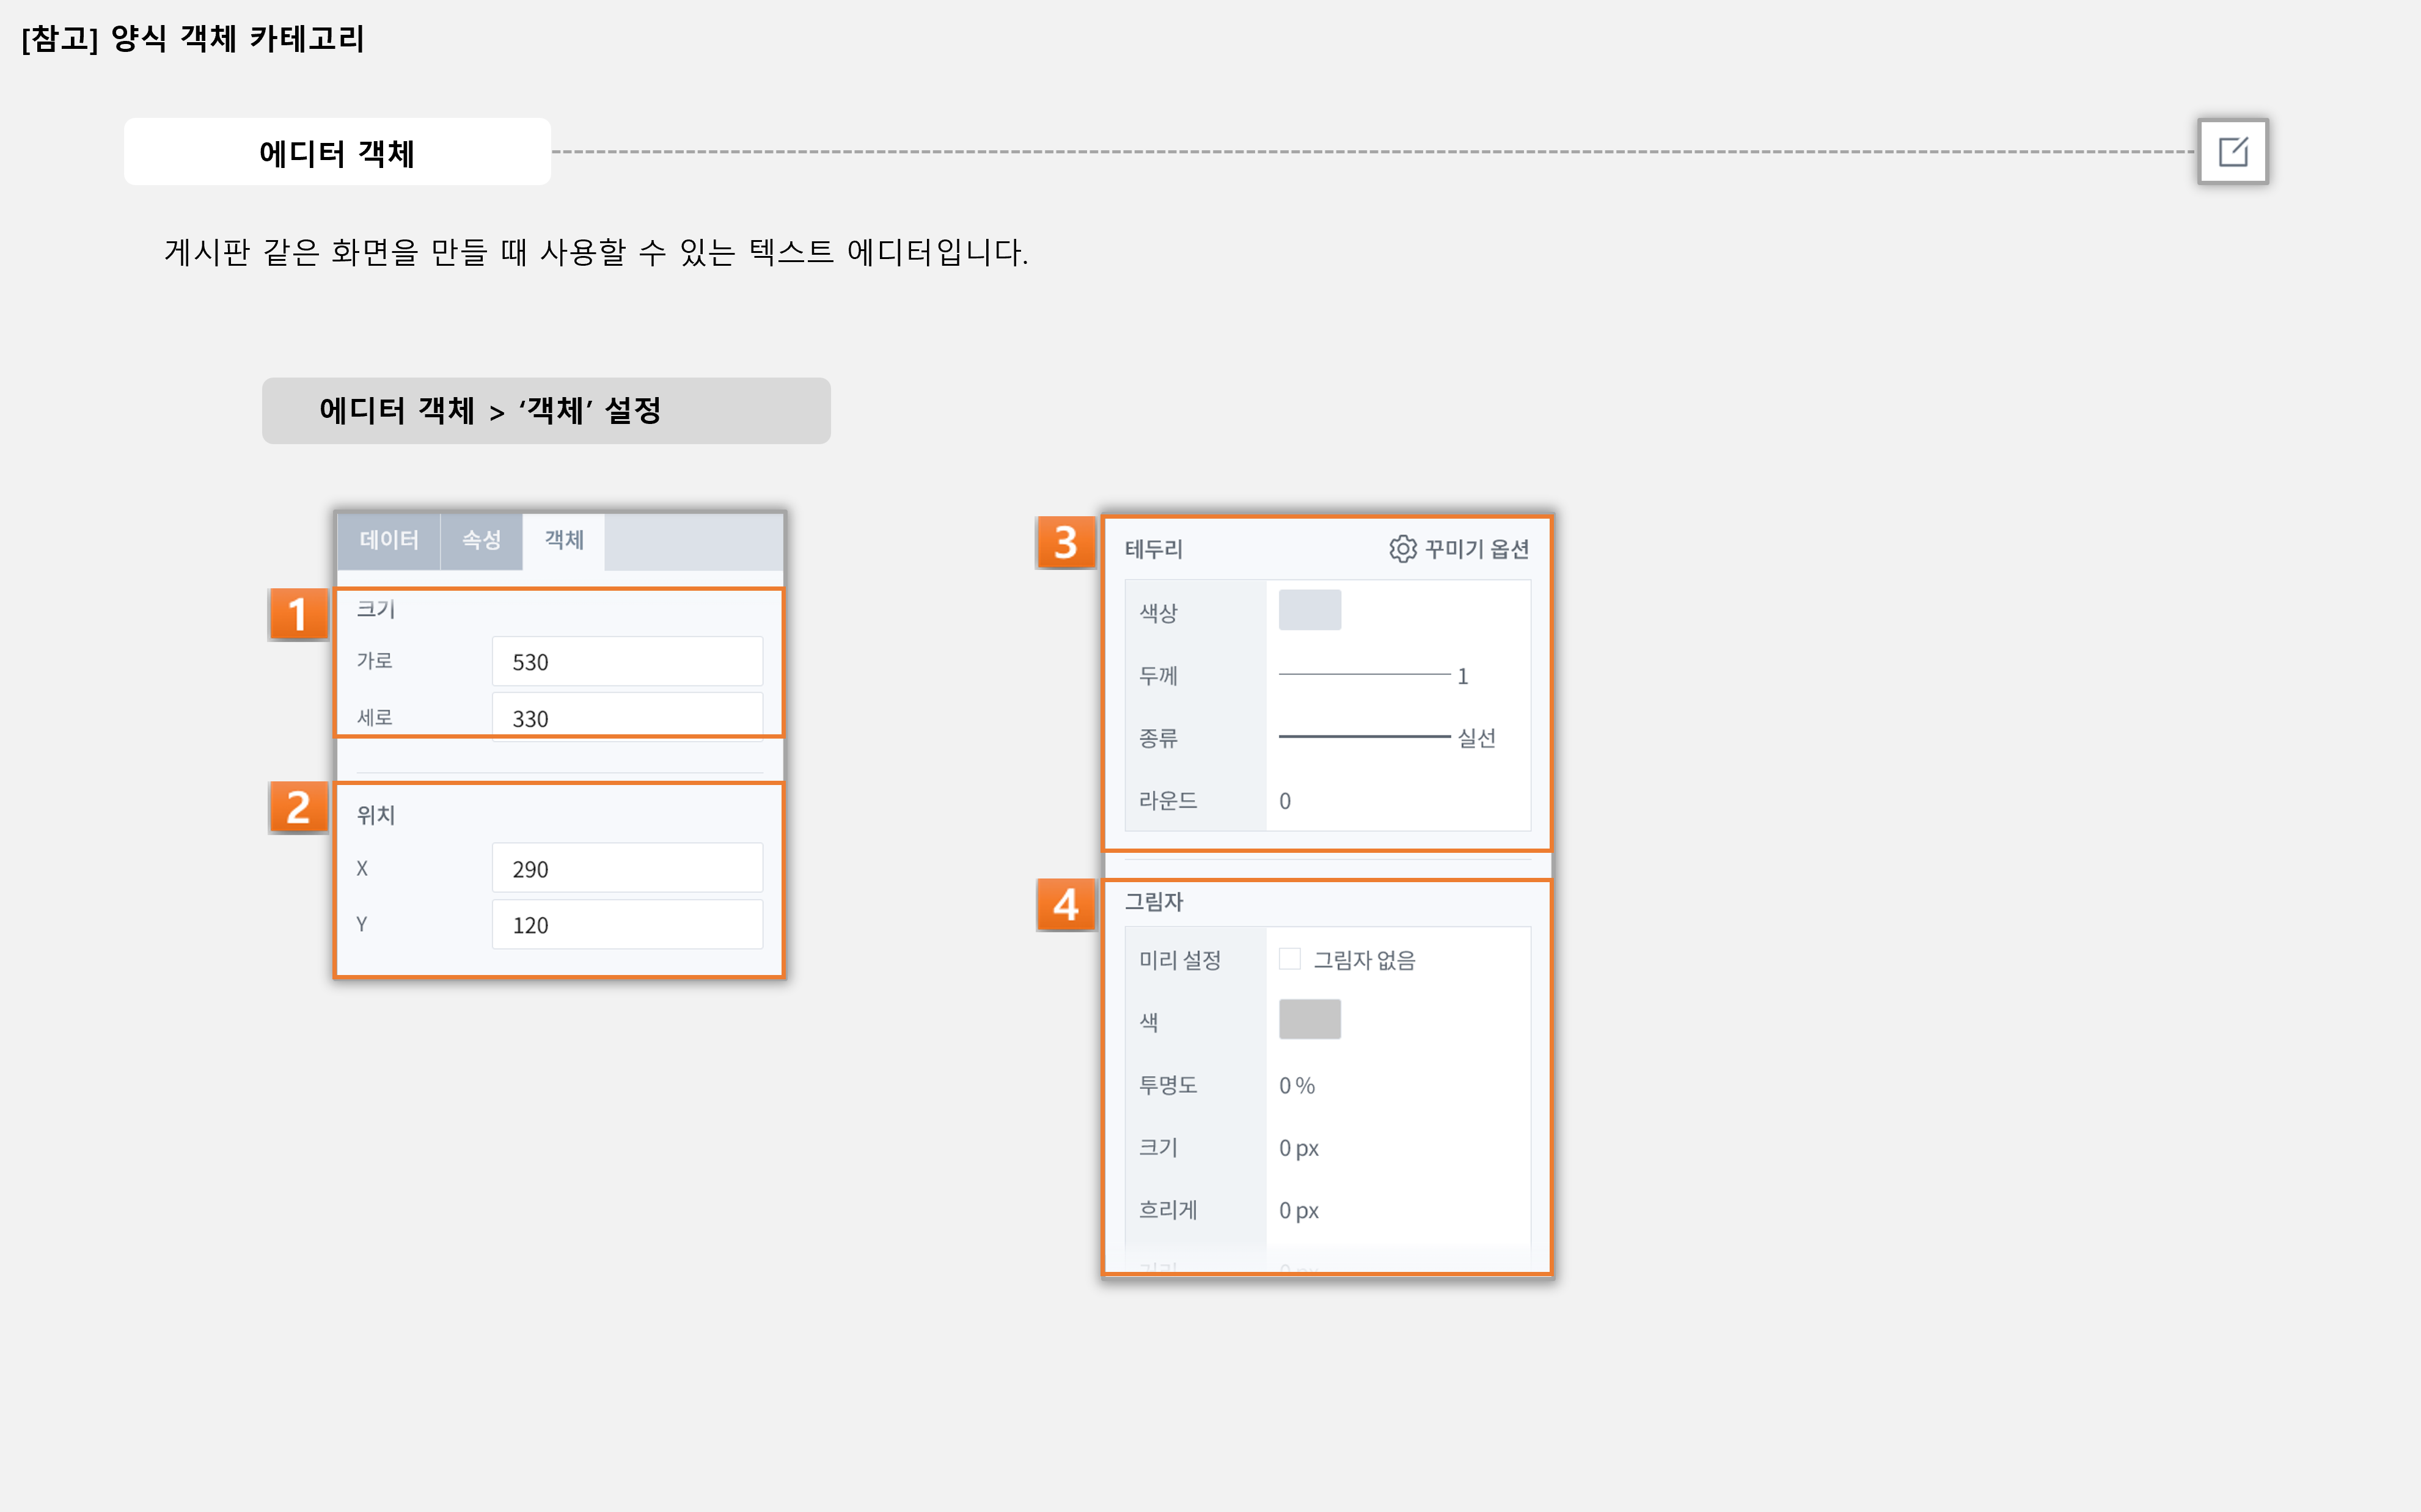 [참고] 양식 객체 카테고리
에디터 객체
게시판 같은 화면을 만들 때 사용할 수 있는 텍스트 에디터입니다.
에디터 객체 > ‘객체’ 설정
데이터 속성 객체
1
크기
가로 530
세로 330
2
위치
X 290
Y 120
3
테두리 꾸미기 옵션
색상
두께 1
종류 실선
라운드 0
4
그림자
미리 설정 그림자 없음
색
투명도 0 %
크기 0 px
흐리게 0 px